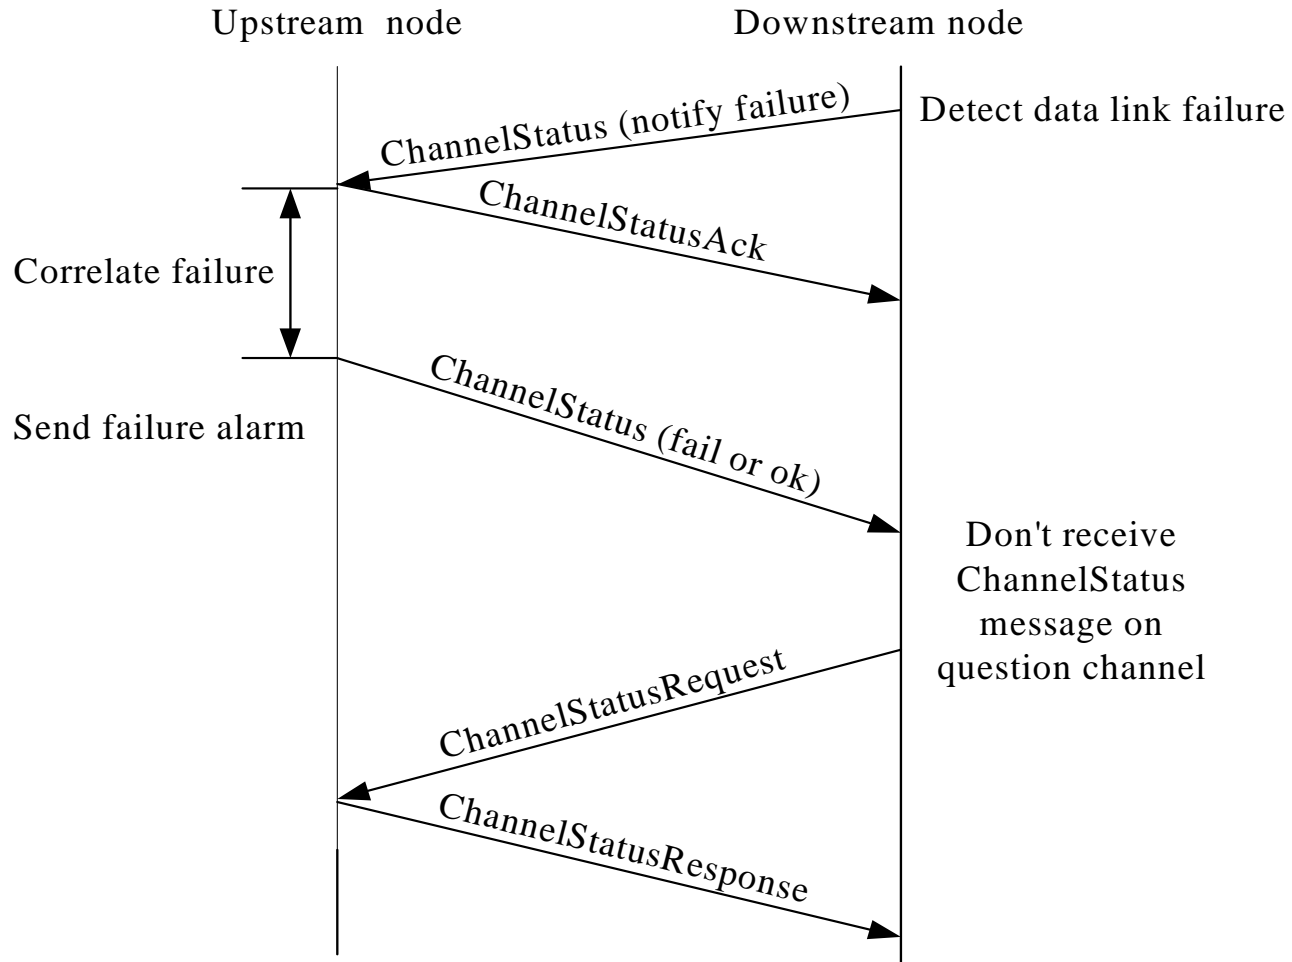 Upstream node
Downstream node
ChannelStatus (notify failure)
Detect data link failure
ChannelStatusAck
Correlate failure
ChannelStatus (fail or ok)
Send failure alarm
Don't receive
ChannelStatus
message on
question channel
ChannelStatusRequest
ChannelStatusResponse